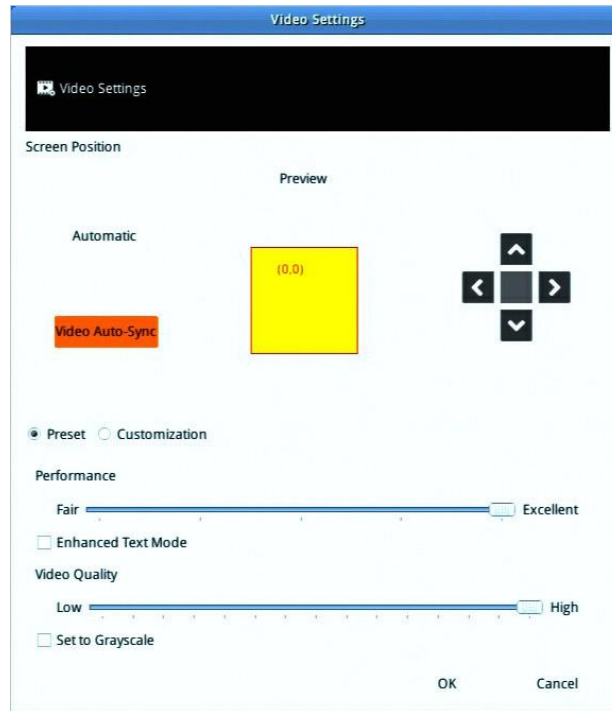 Video Settings
Video Settings
Screen Position
Preview
Automatic
(0,0)
Video Auto-Sync
Preset Customization
Performance
Fair Excellent
Enhanced Text Mode
Video Quality
Low High
Set to Grayscale
OK Cancel